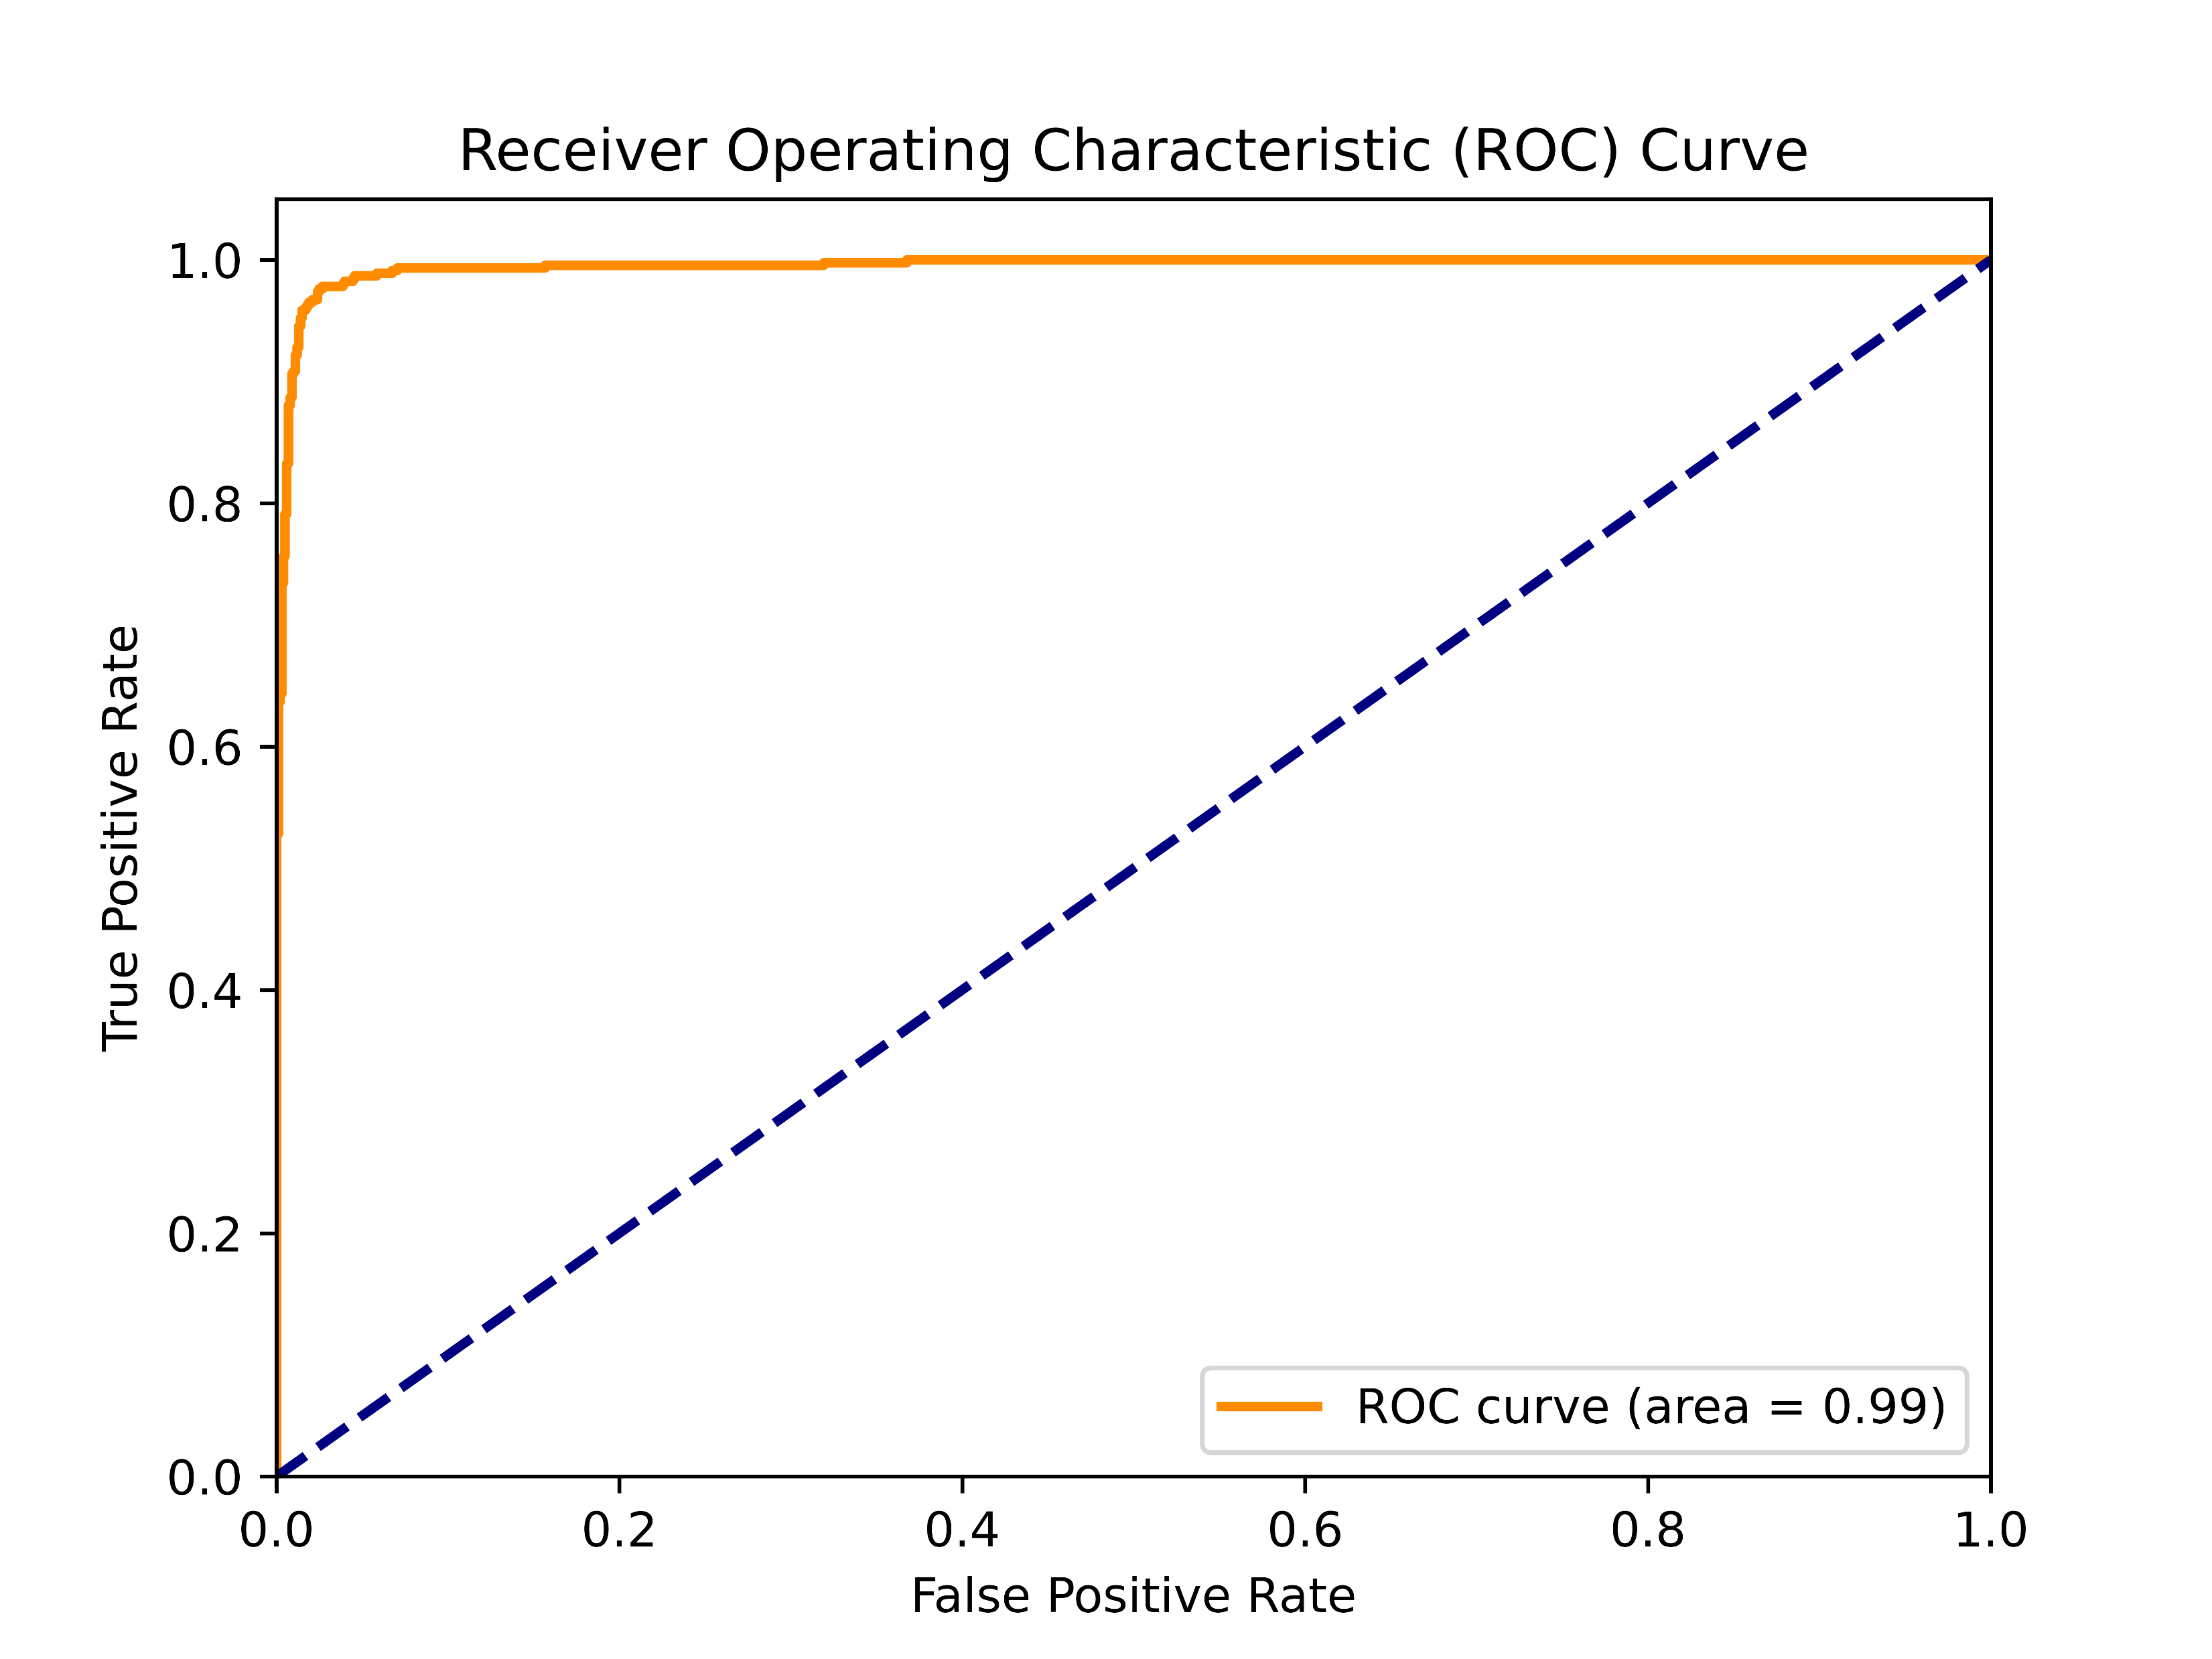 Receiver Operating Characteristic (ROC) Curve
1.0
0.8
0.6
0.4
0.2
0.0
True Positive Rate
ROC curve (area = 0.99)
0.0 0.2 0.4 0.6 0.8 1.0
False Positive Rate